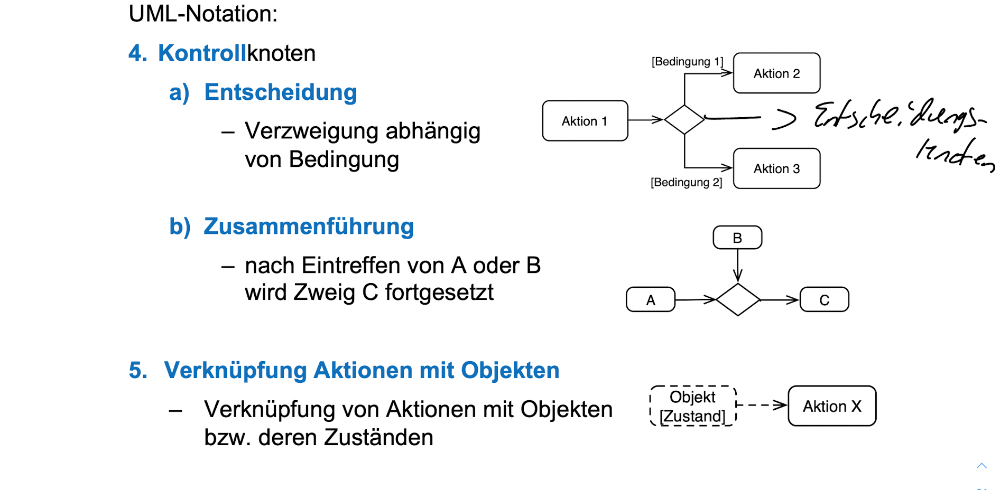 UML-Notation:
4. Kontrollknoten
a) Entscheidung
– Verzweigung abhängig
von Bedingung
[Bedingung 1]
Aktion 2
Aktion 1
Entscheidungs-
knoten
Aktion 3
[Bedingung 2]
b) Zusammenführung
– nach Eintreffen von A oder B
wird Zweig C fortgesetzt
B
A
C
5. Verknüpfung Aktionen mit Objekten
– Verknüpfung von Aktionen mit Objekten
bzw. deren Zuständen
Objekt
[Zustand]
Aktion X